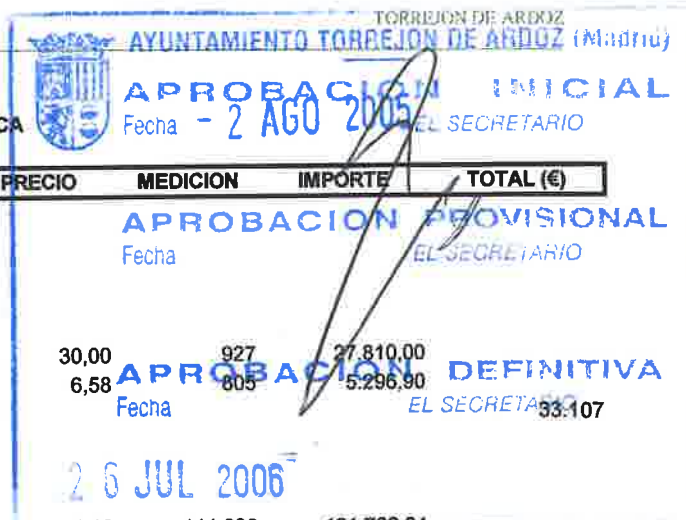 TORREJON DE ARDOZ
AYUNTAMIENTO TORREJON DE ARDOZ (Madrid)
APROBACION INICIAL
Fecha - 2 AGO 2005 EL SECRETARIO
CA
PRECIO MEDICION IMPORTE TOTAL (€)
APROBACION PROVISIONAL
Fecha EL SECRETARIO
30,00 927 27.810,00
APROBACION DEFINITIVA
6,58 805 5.296,90
Fecha EL SECRETARIO 33.107
26 JUL 2006